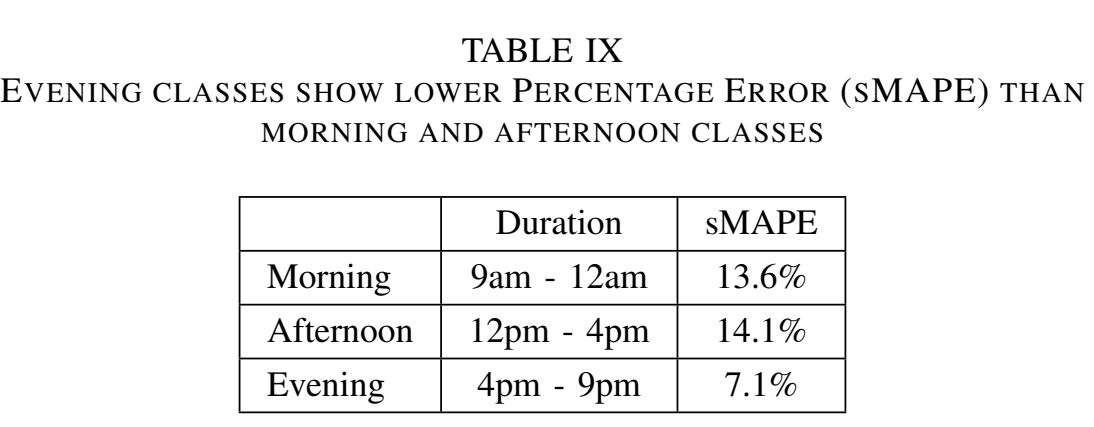 TABLE IX
EVENING CLASSES SHOW LOWER PERCENTAGE ERROR (SMAPE) THAN
MORNING AND AFTERNOON CLASSES
Duration sMAPE
Morning 9am - 12am 13.6%
Afternoon 12pm - 4pm 14.1%
Evening 4pm - 9pm 7.1%